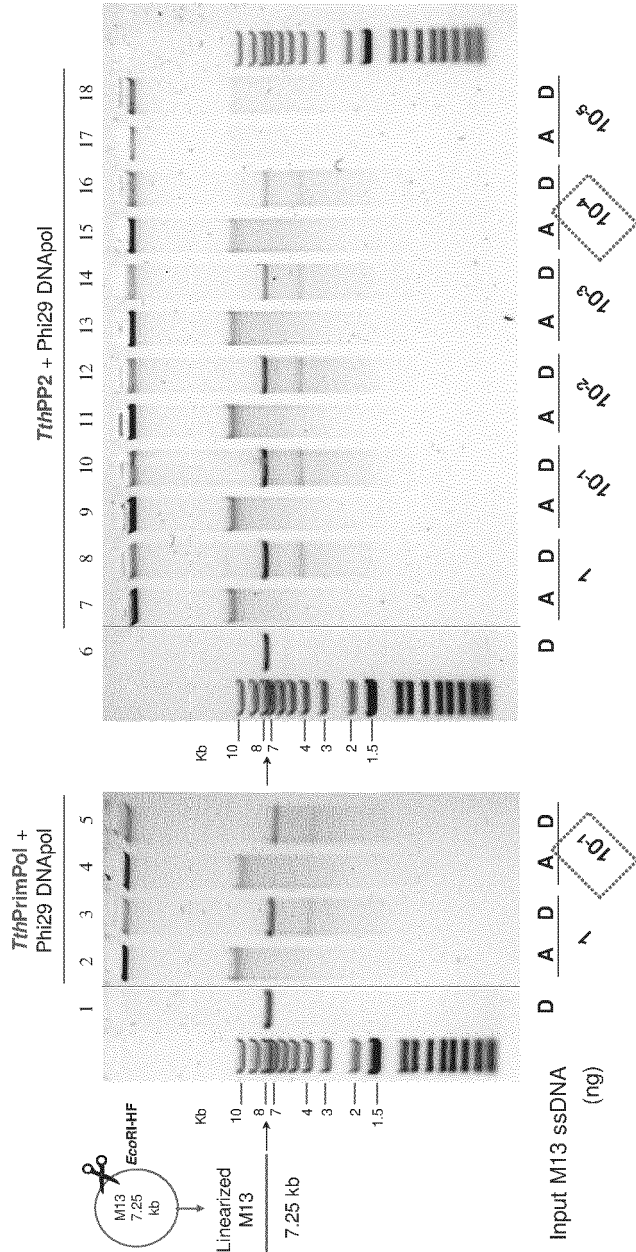 TthPrimPol +
Phi29 DNApol
TthPP2 + Phi29 DNApol
M13
7.25
kb
EcoRI-HF
1 2 3 4 5
6 7 8 9 10 11 12 13 14 15 16 17 18
Linearized
M13
7.25 kb
Kb
10
8
7
4
3
2
1.5
Kb
10
8
7
4
3
2
1.5
D A D A D
D A D A D A D A D A D A D
Input M13 ssDNA
(ng)
1 10-1
1 10-1 10-2 10-3 10-4 10-5